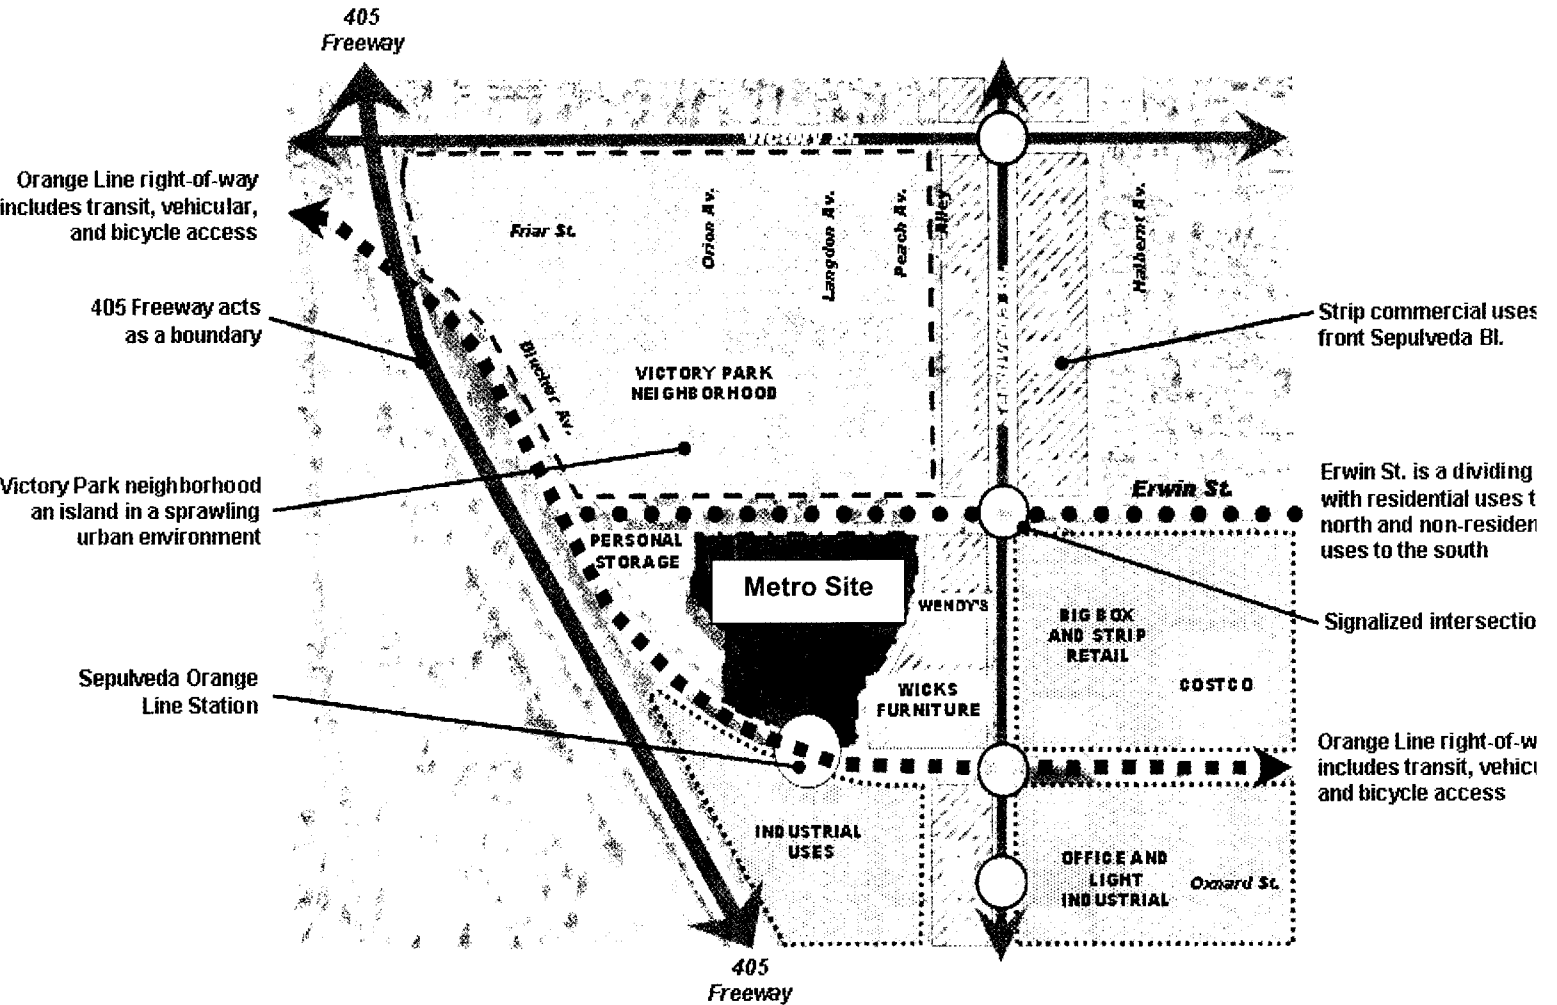 405
Freeway
Victory Bl.
Orange Line right-of-way
includes transit, vehicular,
and bicycle access
Friar St.
Orion Av.
Langdon Av.
Peach Av.
Alley
Halbernt Av.
405 Freeway acts
as a boundary
Strip commercial uses
front Sepulveda Bl.
Blucher Av.
VICTORY PARK
NEIGHBORHOOD
Victory Park neighborhood
an island in a sprawling
urban environment
Erwin St.
Erwin St. is a dividing
with residential uses t
north and non-residen
uses to the south
PERSONAL
STORAGE
Metro Site
WENDY'S
BIG BOX
AND STRIP
RETAIL
Signalized intersectio
COSTCO
Sepulveda Orange
Line Station
WICKS
FURNITURE
Orange Line right-of-w
includes transit, vehic
and bicycle access
INDUSTRIAL
USES
OFFICE AND
LIGHT
INDUSTRIAL
Oxnard St.
405
Freeway